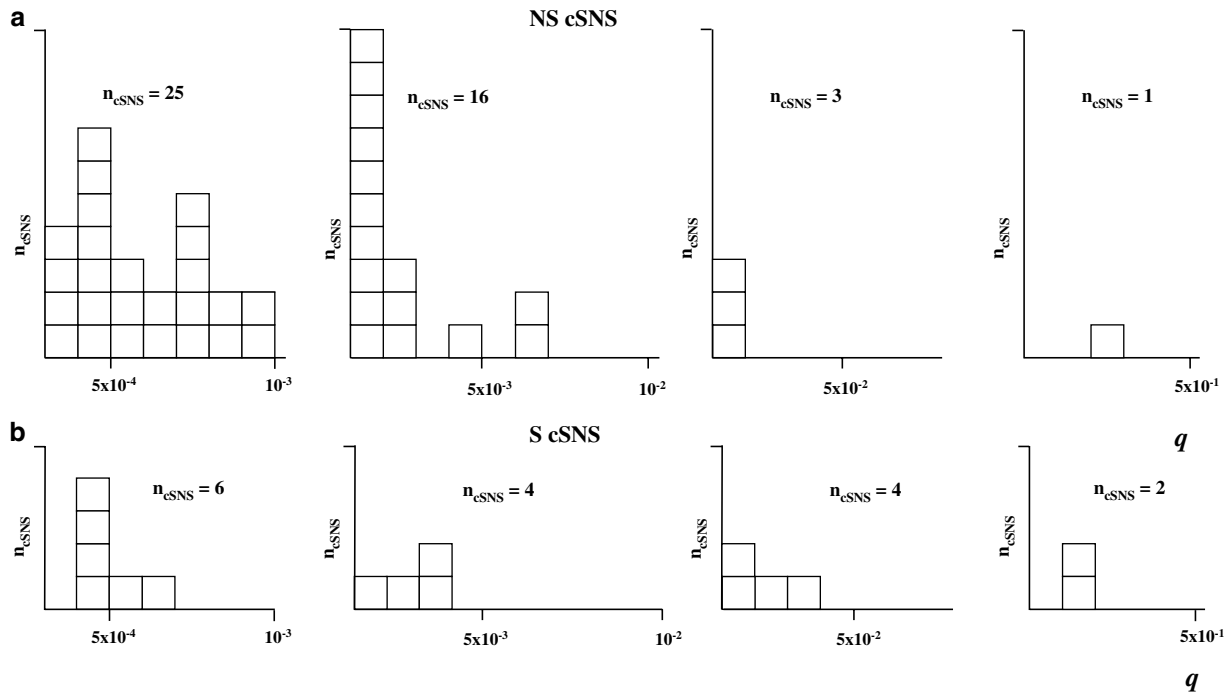 a
NS cSNS
n_cSNS = 25
n_cSNS = 16
n_cSNS = 3
n_cSNS = 1
n_cSNS
n_cSNS
n_cSNS
n_cSNS
5x10⁻⁴
10⁻³
5x10⁻³
10⁻²
5x10⁻²
5x10⁻¹
q
b
S cSNS
n_cSNS = 6
n_cSNS = 4
n_cSNS = 4
n_cSNS = 2
n_cSNS
n_cSNS
n_cSNS
n_cSNS
5x10⁻⁴
10⁻³
5x10⁻³
10⁻²
5x10⁻²
5x10⁻¹
q